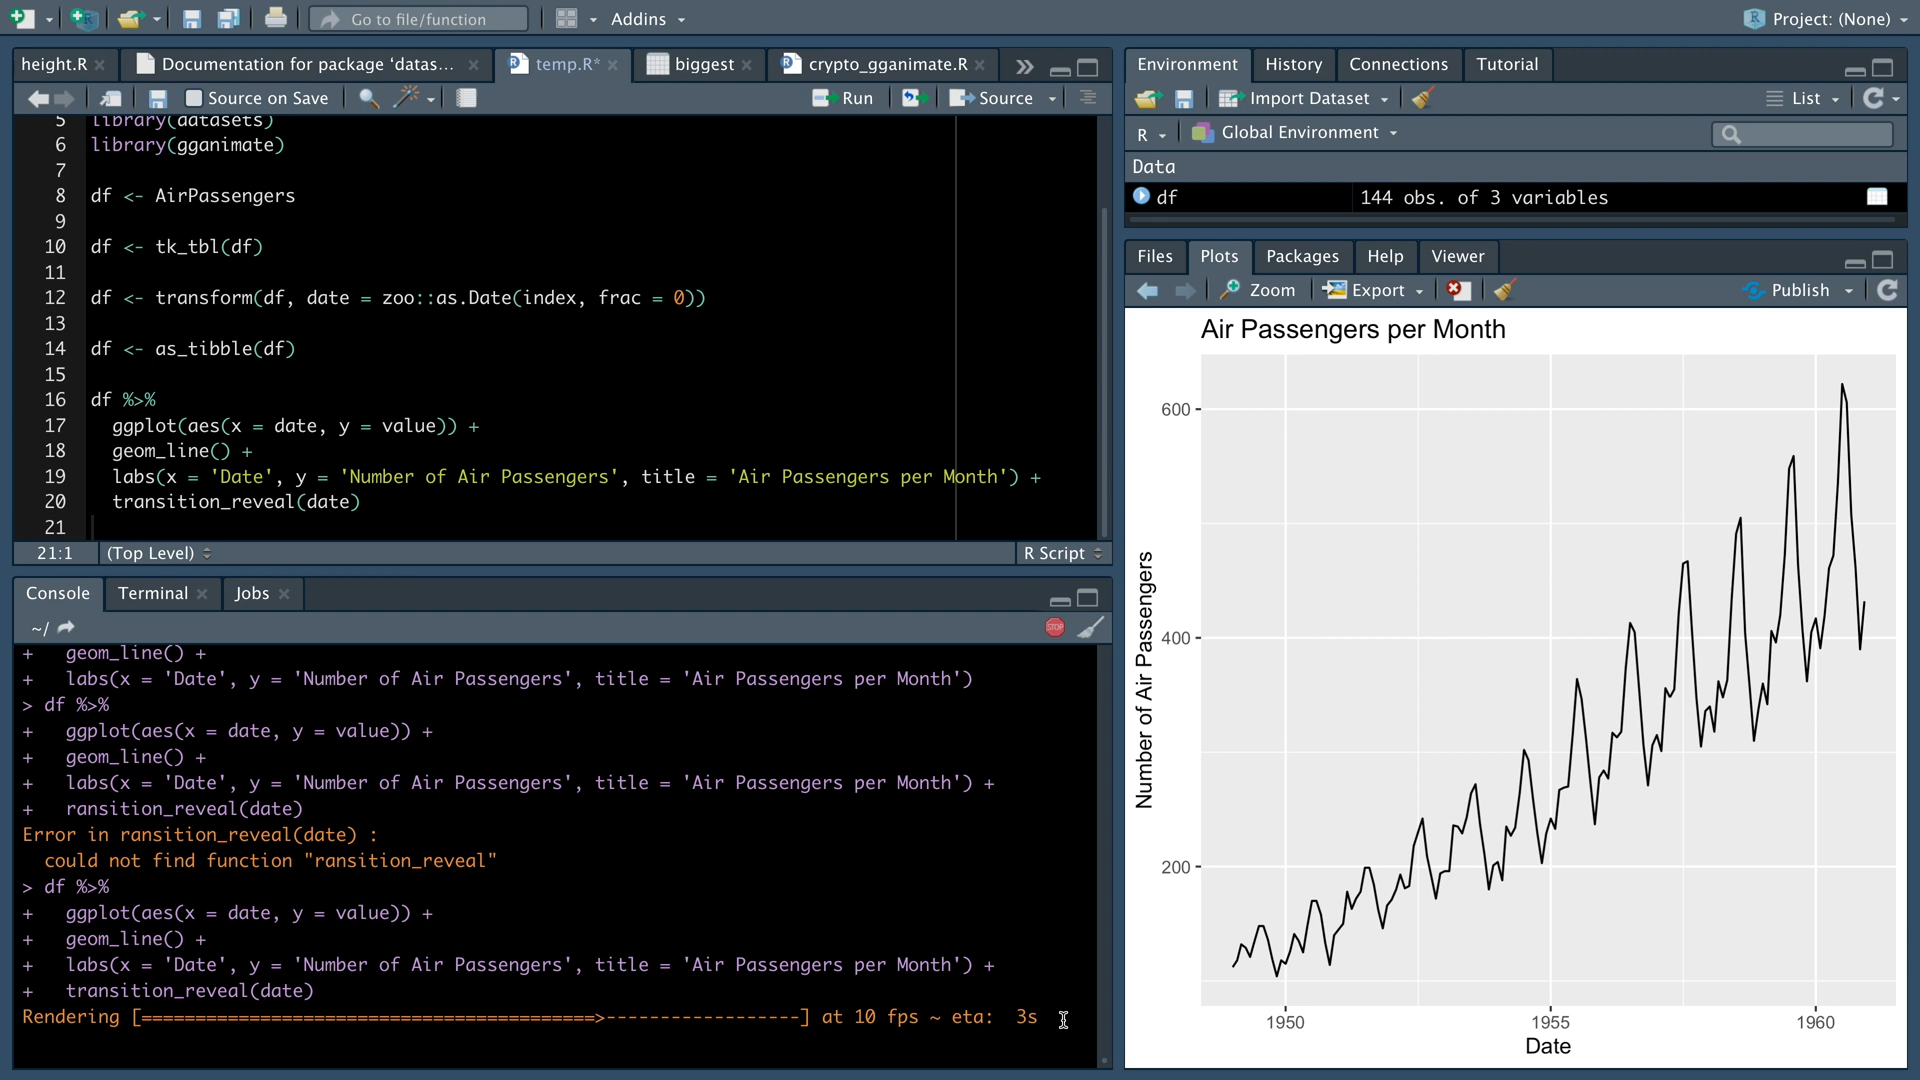 Go to file/function
Addins
Project: (None)
height.R
Documentation for package ‘datas...
temp.R*
biggest
crypto_gganimate.R
Source on Save
Run
Source
5 library(datasets)
6 library(gganimate)
7
8 df <- AirPassengers
9
10 df <- tk_tbl(df)
11
12 df <- transform(df, date = zoo::as.Date(index, frac = 0))
13
14 df <- as_tibble(df)
15
16 df %>%
17 ggplot(aes(x = date, y = value)) +
18 geom_line() +
19 labs(x = 'Date', y = 'Number of Air Passengers', title = 'Air Passengers per Month') +
20 transition_reveal(date)
21
21:1 (Top Level) R Script
Console Terminal Jobs
~/
STOP
+ geom_line() +
+ labs(x = 'Date', y = 'Number of Air Passengers', title = 'Air Passengers per Month')
> df %>%
+ ggplot(aes(x = date, y = value)) +
+ geom_line() +
+ labs(x = 'Date', y = 'Number of Air Passengers', title = 'Air Passengers per Month') +
+ ransition_reveal(date)
Error in ransition_reveal(date) :
could not find function "ransition_reveal"
> df %>%
+ ggplot(aes(x = date, y = value)) +
+ geom_line() +
+ labs(x = 'Date', y = 'Number of Air Passengers', title = 'Air Passengers per Month') +
+ transition_reveal(date)
Rendering [==========================================>------------------] at 10 fps ~ eta: 3s
Environment History Connections Tutorial
Import Dataset
List
R
Global Environment
Data
df 144 obs. of 3 variables
Files Plots Packages Help Viewer
Zoom Export Publish
Air Passengers per Month
Number of Air Passengers
600
400
200
1950 1955 1960
Date